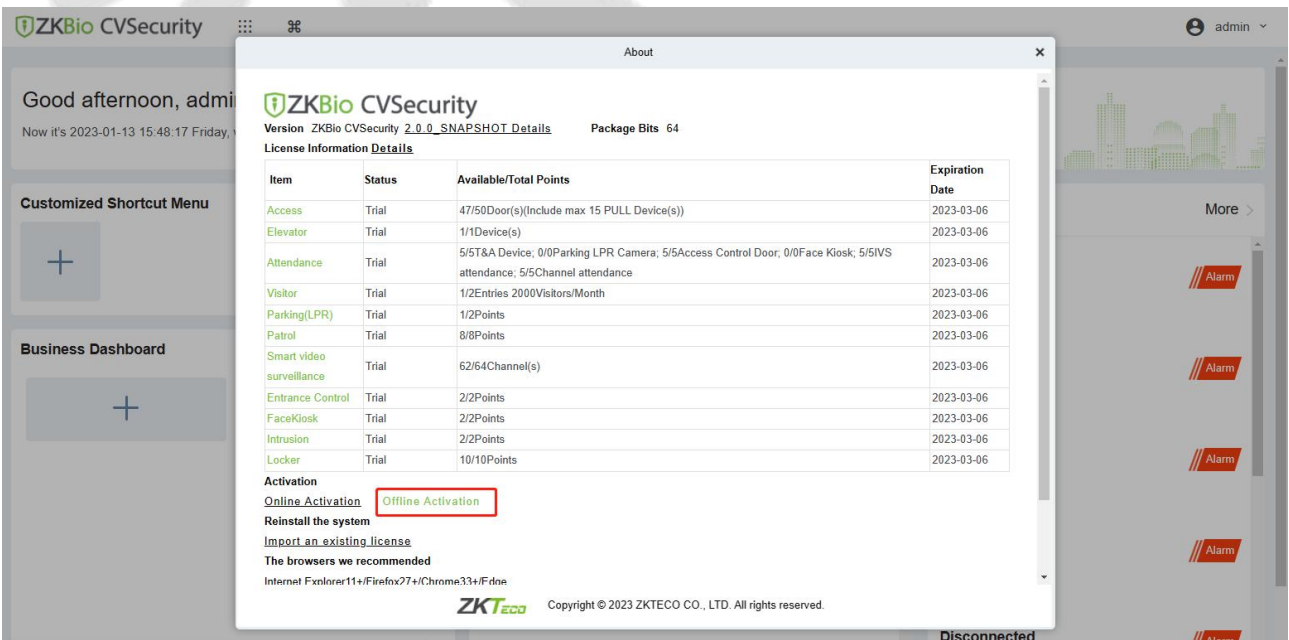 ZKBio CVSecurity
admin
About
Good afternoon, admi
Now it's 2023-01-13 15:48:17 Friday,
Customized Shortcut Menu
Business Dashboard
ZKBio CVSecurity
Version ZKBio CVSecurity 2.0.0_SNAPSHOT Details Package Bits 64
License Information Details
Item Status Available/Total Points Expiration Date
Access Trial 47/50Door(s)(Include max 15 PULL Device(s)) 2023-03-06
Elevator Trial 1/1Device(s) 2023-03-06
Attendance Trial 5/5T&A Device; 0/0Parking LPR Camera; 5/5Access Control Door; 0/0Face Kiosk; 5/5IVS
attendance; 5/5Channel attendance 2023-03-06
Visitor Trial 1/2Entries 2000Visitors/Month 2023-03-06
Parking(LPR) Trial 1/2Points 2023-03-06
Patrol Trial 8/8Points 2023-03-06
Smart video
surveillance Trial 62/64Channel(s) 2023-03-06
Entrance Control Trial 2/2Points 2023-03-06
FaceKiosk Trial 2/2Points 2023-03-06
Intrusion Trial 2/2Points 2023-03-06
Locker Trial 10/10Points 2023-03-06
Activation
Online Activation Offline Activation
Reinstall the system
Import an existing license
The browsers we recommended
Internet Explorer11+/Firefox27+/Chrome33+/Edge
ZKTeco Copyright © 2023 ZKTECO CO., LTD. All rights reserved.
More
Alarm
Alarm
Alarm
Alarm
Disconnected
Alarm